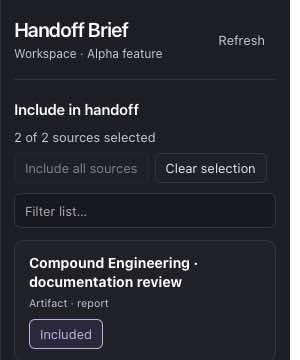 Handoff Brief
Refresh
Workspace · Alpha feature
Include in handoff
2 of 2 sources selected
Include all sources
Clear selection
Filter list...
Compound Engineering ·
documentation review
Artifact · report
Included